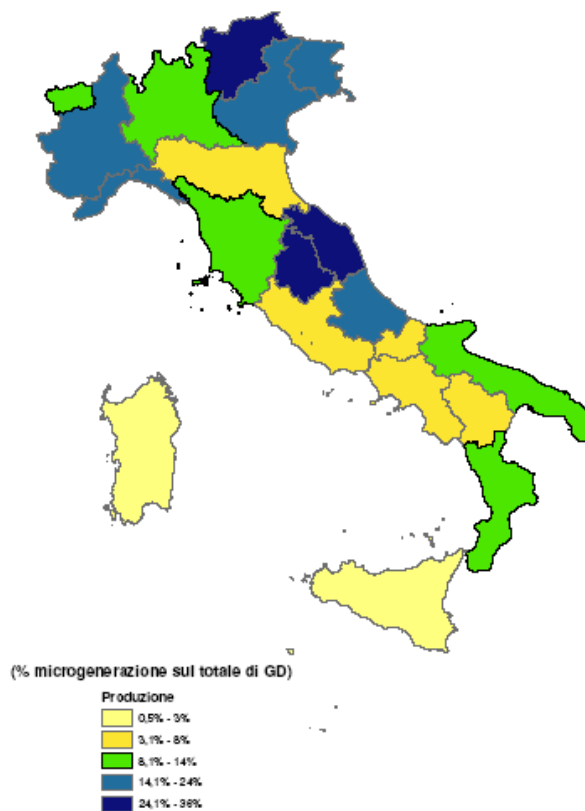 (% microgenerazione sul totale di GD)
Produzione
0,5% - 3%
3,1% - 8%
8,1% - 14%
14,1% - 24%
24,1% - 36%